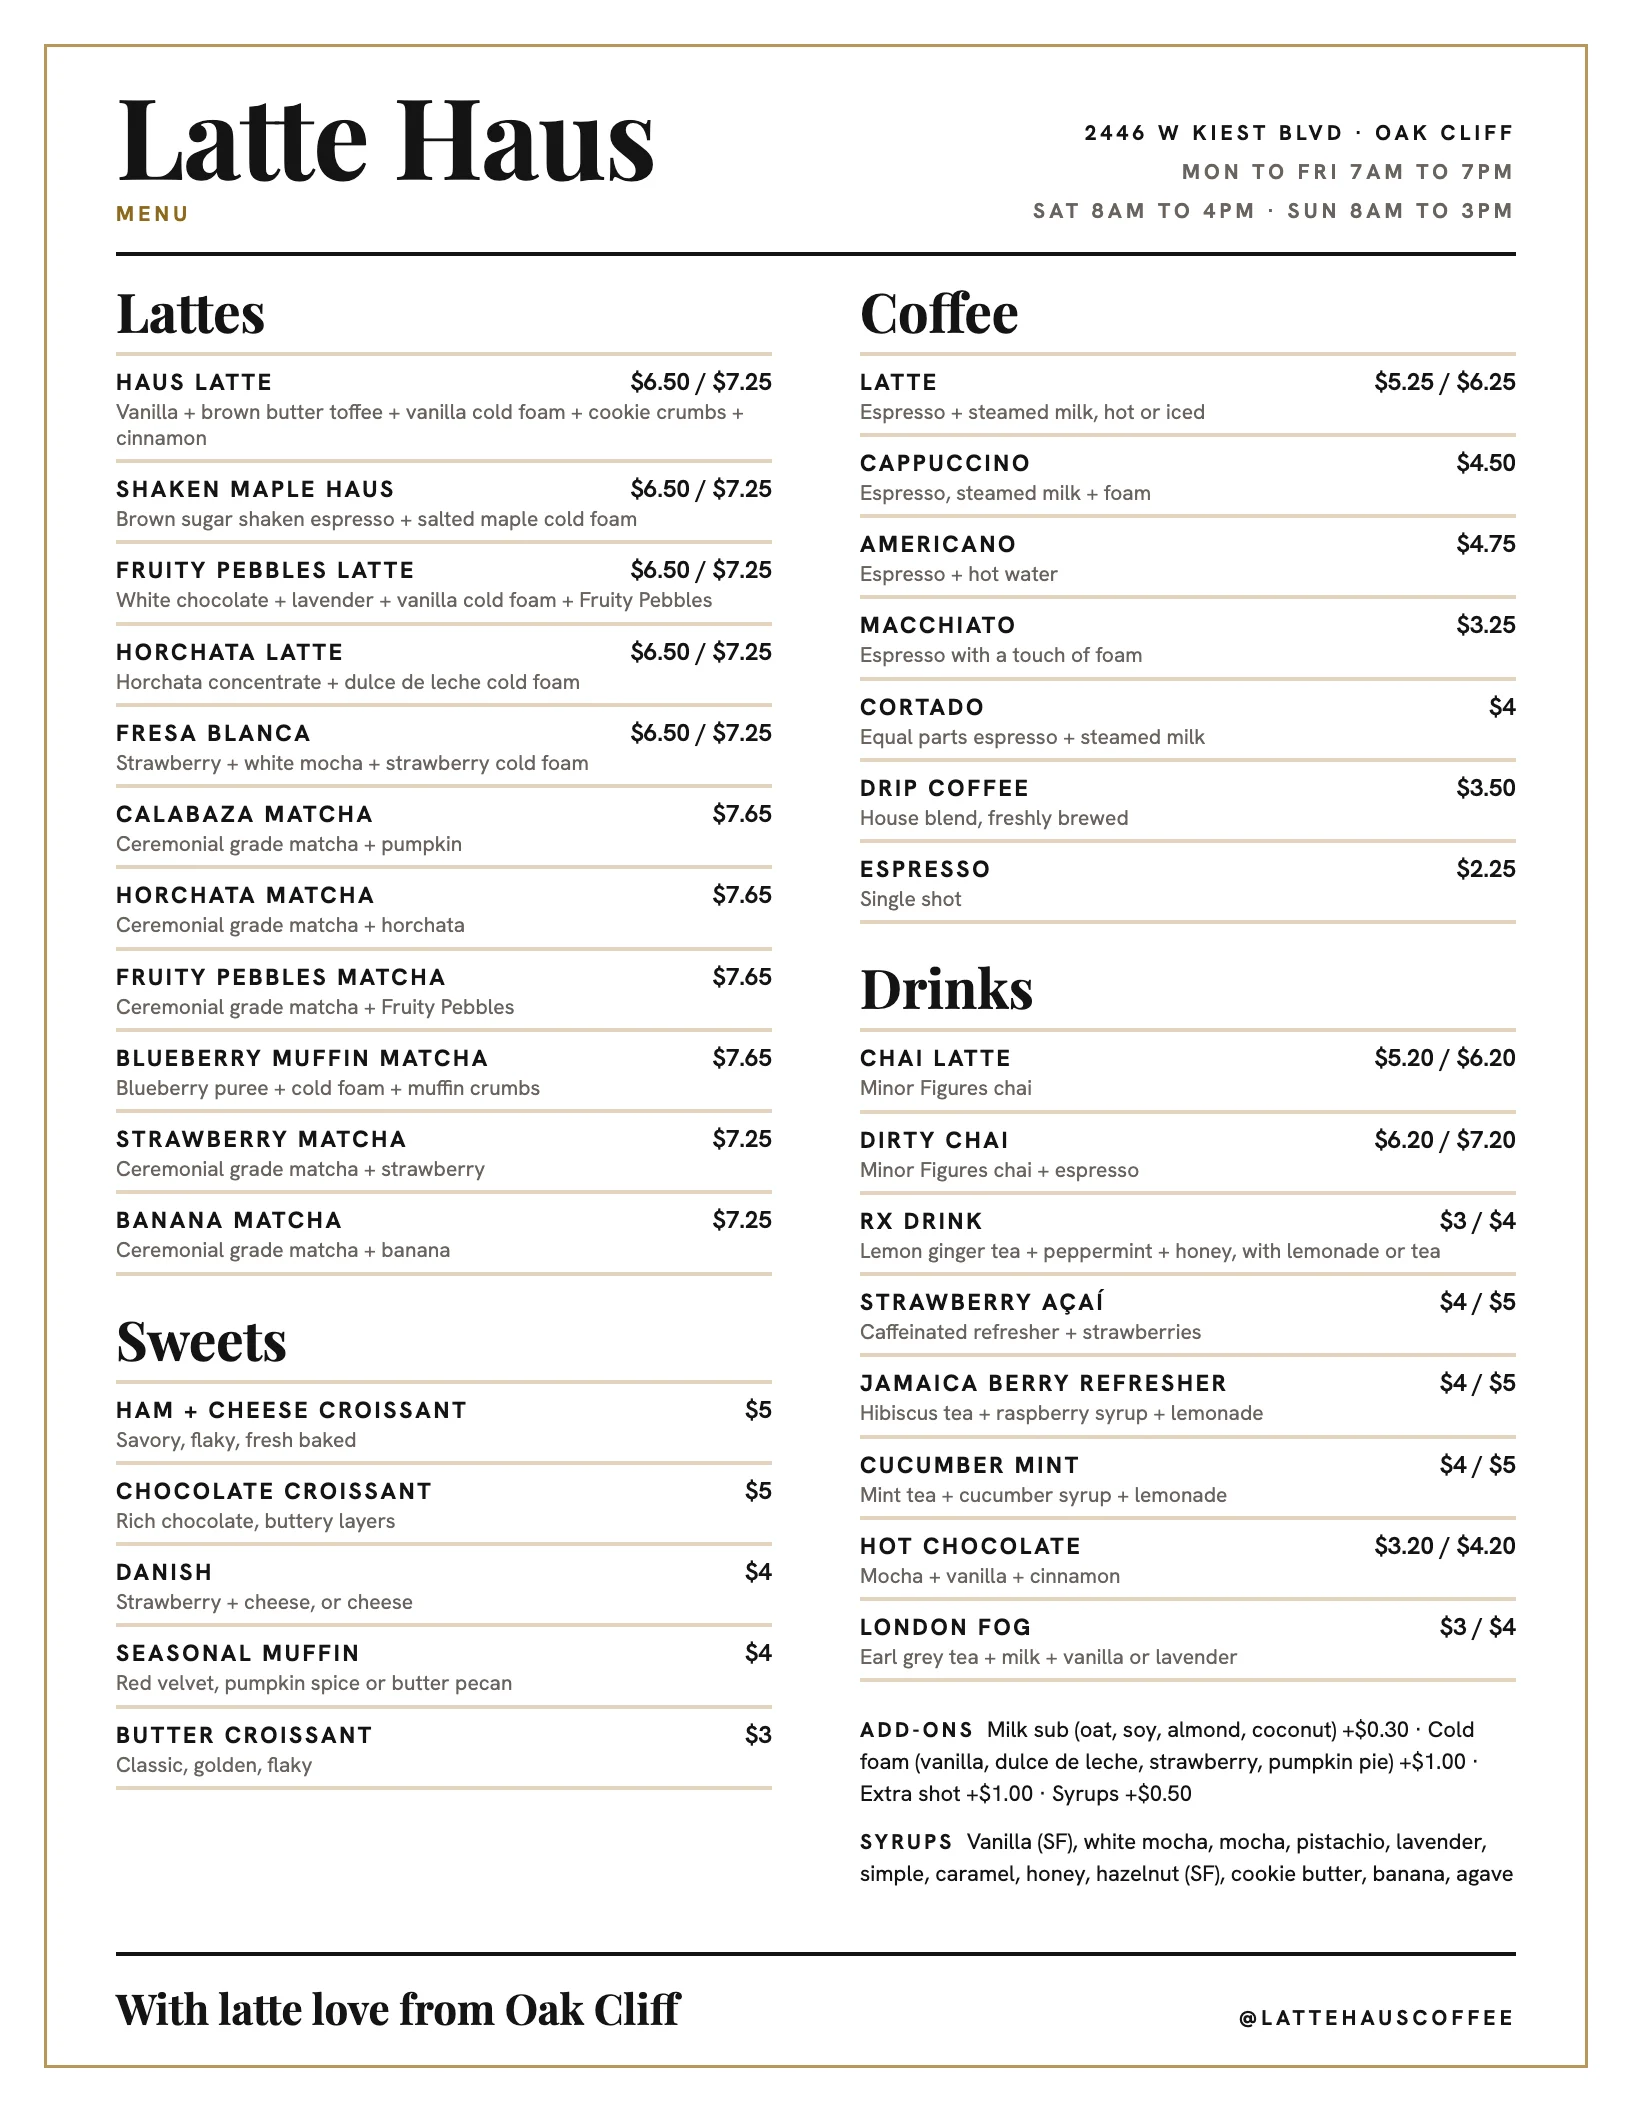 Latte Haus
MENU
2446 W KIEST BLVD · OAK CLIFF
MON TO FRI 7AM TO 7PM
SAT 8AM TO 4PM · SUN 8AM TO 3PM
Lattes
HAUS LATTE $6.50 / $7.25
Vanilla + brown butter toffee + vanilla cold foam + cookie crumbs +
cinnamon
SHAKEN MAPLE HAUS $6.50 / $7.25
Brown sugar shaken espresso + salted maple cold foam
FRUITY PEBBLES LATTE $6.50 / $7.25
White chocolate + lavender + vanilla cold foam + Fruity Pebbles
HORCHATA LATTE $6.50 / $7.25
Horchata concentrate + dulce de leche cold foam
FRESA BLANCA $6.50 / $7.25
Strawberry + white mocha + strawberry cold foam
CALABAZA MATCHA $7.65
Ceremonial grade matcha + pumpkin
HORCHATA MATCHA $7.65
Ceremonial grade matcha + horchata
FRUITY PEBBLES MATCHA $7.65
Ceremonial grade matcha + Fruity Pebbles
BLUEBERRY MUFFIN MATCHA $7.65
Blueberry puree + cold foam + muffin crumbs
STRAWBERRY MATCHA $7.25
Ceremonial grade matcha + strawberry
BANANA MATCHA $7.25
Ceremonial grade matcha + banana
Sweets
HAM + CHEESE CROISSANT $5
Savory, flaky, fresh baked
CHOCOLATE CROISSANT $5
Rich chocolate, buttery layers
DANISH $4
Strawberry + cheese, or cheese
SEASONAL MUFFIN $4
Red velvet, pumpkin spice or butter pecan
BUTTER CROISSANT $3
Classic, golden, flaky
Coffee
LATTE $5.25 / $6.25
Espresso + steamed milk, hot or iced
CAPPUCCINO $4.50
Espresso, steamed milk + foam
AMERICANO $4.75
Espresso + hot water
MACCHIATO $3.25
Espresso with a touch of foam
CORTADO $4
Equal parts espresso + steamed milk
DRIP COFFEE $3.50
House blend, freshly brewed
ESPRESSO $2.25
Single shot
Drinks
CHAI LATTE $5.20 / $6.20
Minor Figures chai
DIRTY CHAI $6.20 / $7.20
Minor Figures chai + espresso
RX DRINK $3 / $4
Lemon ginger tea + peppermint + honey, with lemonade or tea
STRAWBERRY AÇAÍ $4 / $5
Caffeinated refresher + strawberries
JAMAICA BERRY REFRESHER $4 / $5
Hibiscus tea + raspberry syrup + lemonade
CUCUMBER MINT $4 / $5
Mint tea + cucumber syrup + lemonade
HOT CHOCOLATE $3.20 / $4.20
Mocha + vanilla + cinnamon
LONDON FOG $3 / $4
Earl grey tea + milk + vanilla or lavender
ADD-ONS Milk sub (oat, soy, almond, coconut) +$0.30 · Cold
foam (vanilla, dulce de leche, strawberry, pumpkin pie) +$1.00 ·
Extra shot +$1.00 · Syrups +$0.50
SYRUPS Vanilla (SF), white mocha, mocha, pistachio, lavender,
simple, caramel, honey, hazelnut (SF), cookie butter, banana, agave
With latte love from Oak Cliff
@LATTEHAUSCOFFEE